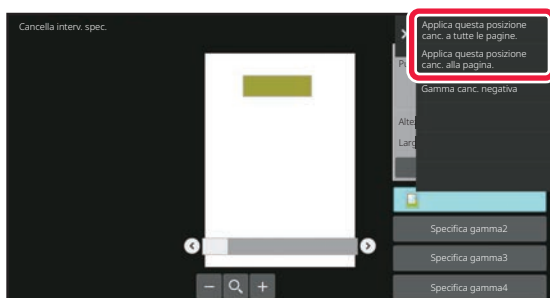 Cancella interv. spec.
Applica questa posizione
canc. a tutte le pagine.
Applica questa posizione
canc. alla pagina.
Gamma canc. negativa
Specifica gamma2
Specifica gamma3
Specifica gamma4